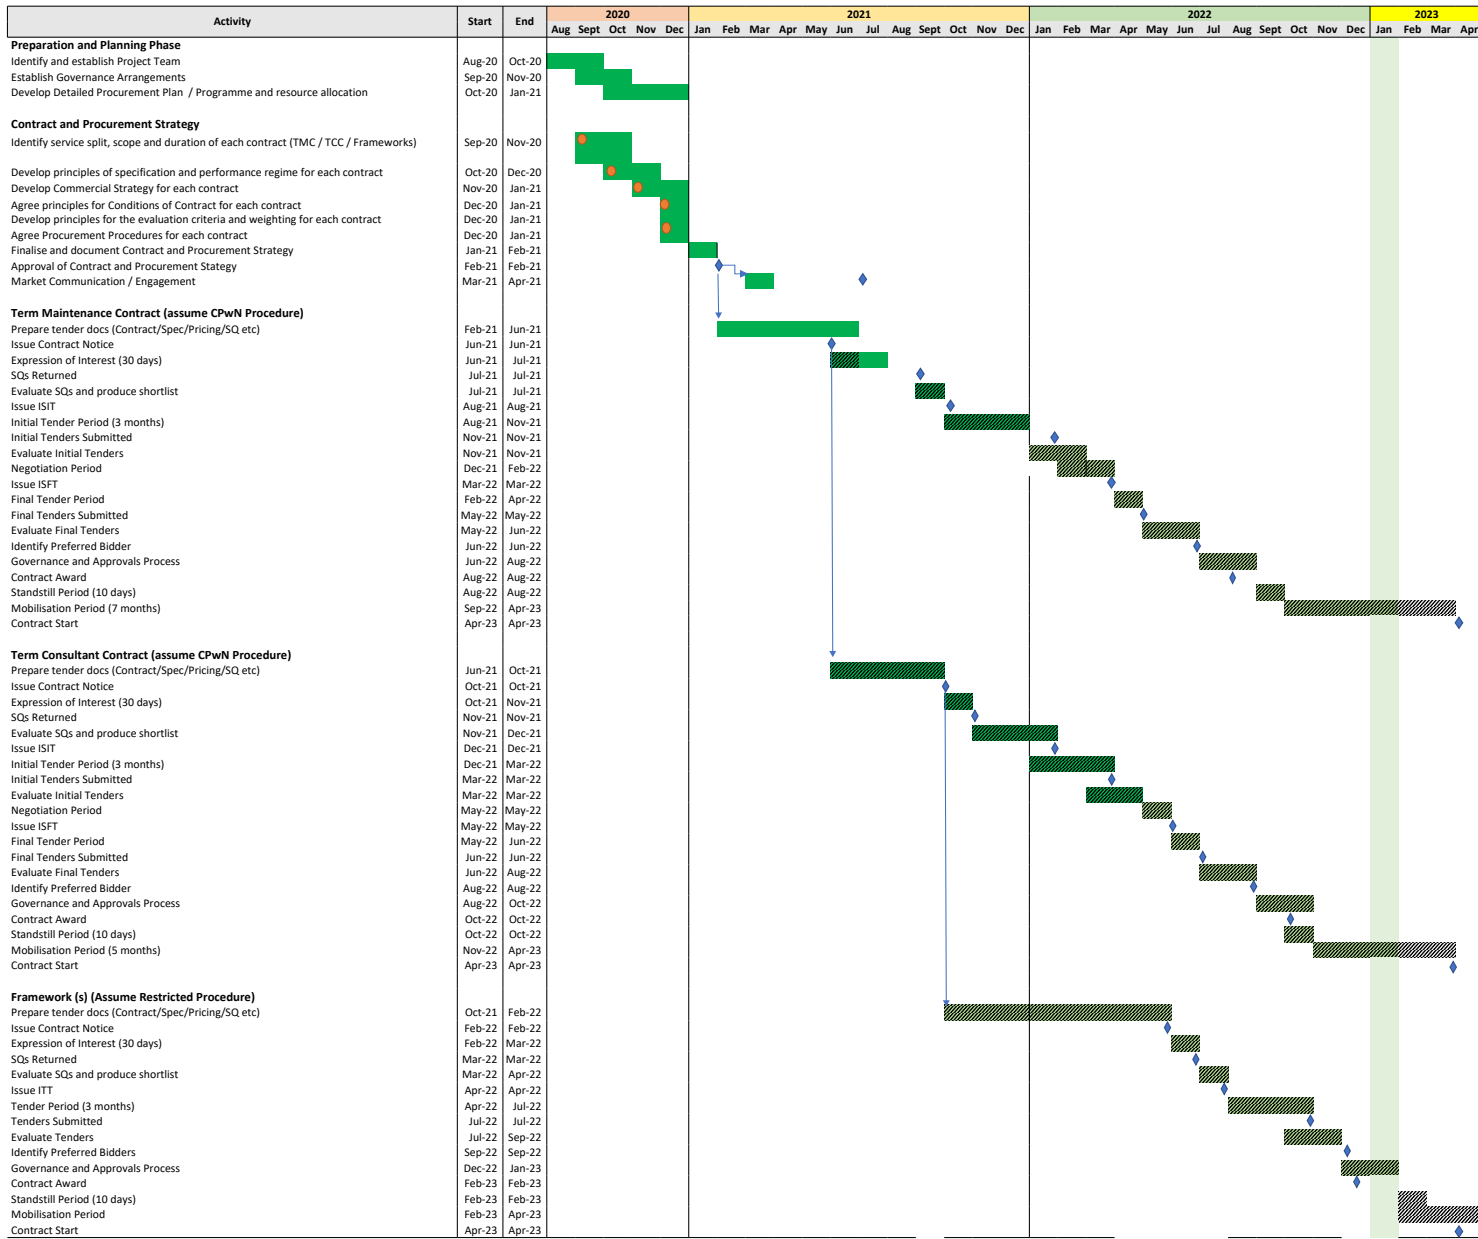 Activity Start End 2020 2021 2022 2023
Aug Sept Oct Nov Dec Jan Feb Mar Apr May Jun Jul Aug Sept Oct Nov Dec Jan Feb Mar Apr May Jun Jul Aug Sept Oct Nov Dec Jan Feb Mar Apr
Preparation and Planning Phase
Identify and establish Project Team Aug-20 Oct-20
Establish Governance Arrangements Sep-20 Nov-20
Develop Detailed Procurement Plan / Programme and resource allocation Oct-20 Jan-21
Contract and Procurement Strategy
Identify service split, scope and duration of each contract (TMC / TCC / Frameworks) Sep-20 Nov-20
Develop principles of specification and performance regime for each contract Oct-20 Dec-20
Develop Commercial Strategy for each contract Nov-20 Jan-21
Agree principles for Conditions of Contract for each contract Dec-20 Jan-21
Develop principles for the evaluation criteria and weighting for each contract Dec-20 Jan-21
Agree Procurement Procedures for each contract Dec-20 Jan-21
Finalise and document Contract and Procurement Strategy Jan-21 Feb-21
Approval of Contract and Procurement Stategy Feb-21 Feb-21
Market Communication / Engagement Mar-21 Apr-21
Term Maintenance Contract (assume CPwN Procedure)
Prepare tender docs (Contract/Spec/Pricing/SQ etc) Feb-21 Jun-21
Issue Contract Notice Jun-21 Jun-21
Expression of Interest (30 days) Jun-21 Jul-21
SQs Returned Jul-21 Jul-21
Evaluate SQs and produce shortlist Jul-21 Jul-21
Issue ISIT Aug-21 Aug-21
Initial Tender Period (3 months) Aug-21 Nov-21
Initial Tenders Submitted Nov-21 Nov-21
Evaluate Initial Tenders Nov-21 Nov-21
Negotiation Period Dec-21 Feb-22
Issue ISFT Mar-22 Mar-22
Final Tender Period Feb-22 Apr-22
Final Tenders Submitted May-22 May-22
Evaluate Final Tenders May-22 Jun-22
Identify Preferred Bidder Jun-22 Jun-22
Governance and Approvals Process Jun-22 Aug-22
Contract Award Aug-22 Aug-22
Standstill Period (10 days) Aug-22 Aug-22
Mobilisation Period (7 months) Sep-22 Apr-23
Contract Start Apr-23 Apr-23
Term Consultant Contract (assume CPwN Procedure)
Prepare tender docs (Contract/Spec/Pricing/SQ etc) Jun-21 Oct-21
Issue Contract Notice Oct-21 Oct-21
Expression of Interest (30 days) Oct-21 Nov-21
SQs Returned Nov-21 Nov-21
Evaluate SQs and produce shortlist Nov-21 Dec-21
Issue ISIT Dec-21 Dec-21
Initial Tender Period (3 months) Dec-21 Mar-22
Initial Tenders Submitted Mar-22 Mar-22
Evaluate Initial Tenders Mar-22 Mar-22
Negotiation Period May-22 May-22
Issue ISFT May-22 May-22
Final Tender Period May-22 Jun-22
Final Tenders Submitted Jun-22 Jun-22
Evaluate Final Tenders Jun-22 Aug-22
Identify Preferred Bidder Aug-22 Aug-22
Governance and Approvals Process Aug-22 Oct-22
Contract Award Oct-22 Oct-22
Standstill Period (10 days) Oct-22 Oct-22
Mobilisation Period (5 months) Nov-22 Apr-23
Contract Start Apr-23 Apr-23
Framework (s) (Assume Restricted Procedure)
Prepare tender docs (Contract/Spec/Pricing/SQ etc) Oct-21 Feb-22
Issue Contract Notice Feb-22 Feb-22
Expression of Interest (30 days) Feb-22 Mar-22
SQs Returned Mar-22 Mar-22
Evaluate SQs and produce shortlist Mar-22 Apr-22
Issue ITT Apr-22 Apr-22
Tender Period (3 months) Apr-22 Jul-22
Tenders Submitted Jul-22 Jul-22
Evaluate Tenders Jul-22 Sep-22
Identify Preferred Bidders Sep-22 Sep-22
Governance and Approvals Process Dec-22 Jan-23
Contract Award Feb-23 Feb-23
Standstill Period (10 days) Feb-23 Feb-23
Mobilisation Period Feb-23 Apr-23
Contract Start Apr-23 Apr-23